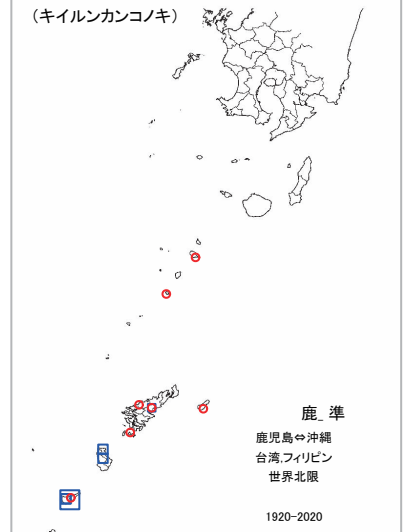 (キイルンカンコノキ)
鹿_準
鹿児島⇔沖縄
台湾,フィリピン
世界北限
1920-2020